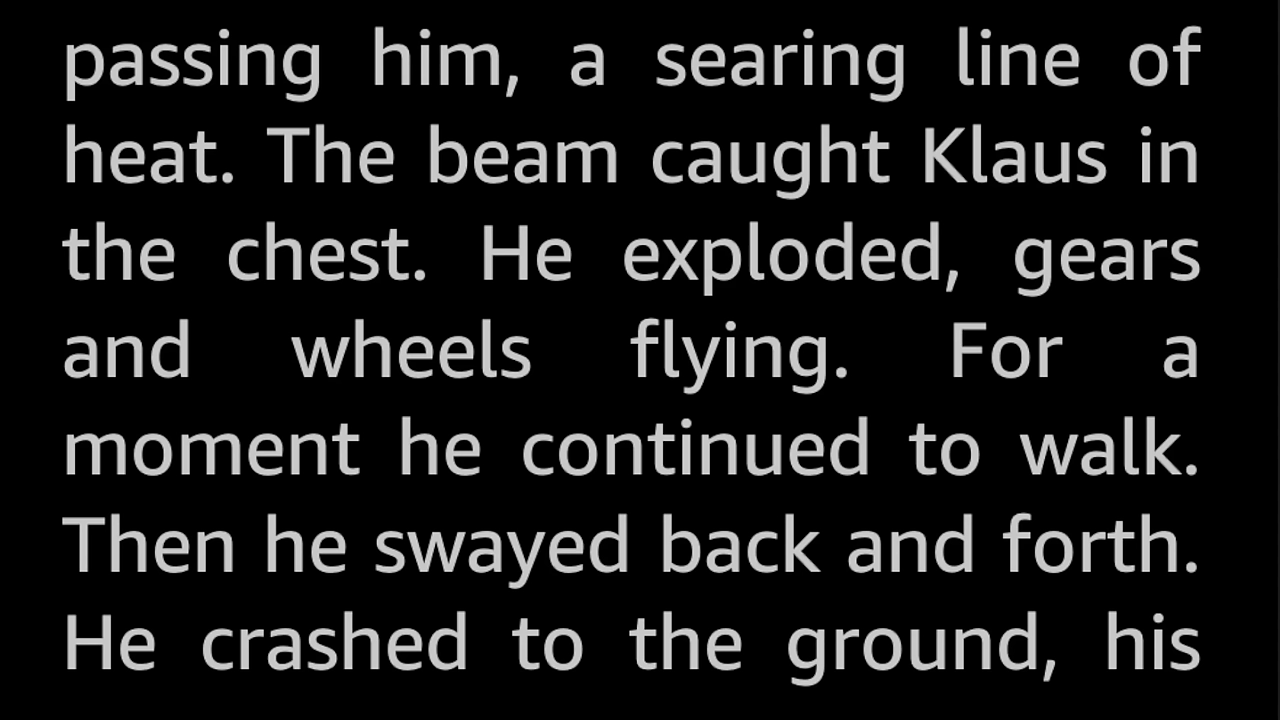 passing him, a searing line of
heat. The beam caught Klaus in
the chest. He exploded, gears
and wheels flying. For a
moment he continued to walk.
Then he swayed back and forth.
He crashed to the ground, his